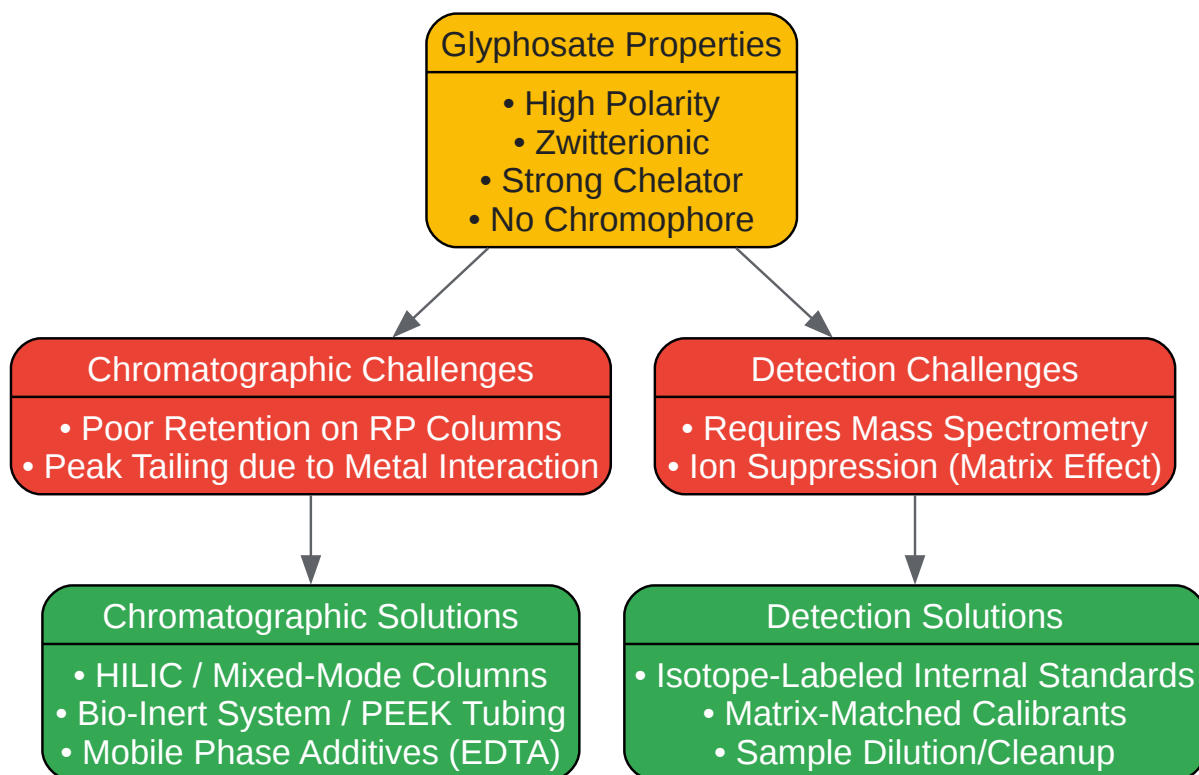 Glyphosate Properties
• High Polarity
• Zwitterionic
• Strong Chelator
• No Chromophore
Chromatographic Challenges
• Poor Retention on RP Columns
• Peak Tailing due to Metal Interaction
Detection Challenges
• Requires Mass Spectrometry
• Ion Suppression (Matrix Effect)
Chromatographic Solutions
• HILIC / Mixed-Mode Columns
• Bio-Inert System / PEEK Tubing
• Mobile Phase Additives (EDTA)
Detection Solutions
• Isotope-Labeled Internal Standards
• Matrix-Matched Calibrants
• Sample Dilution/Cleanup